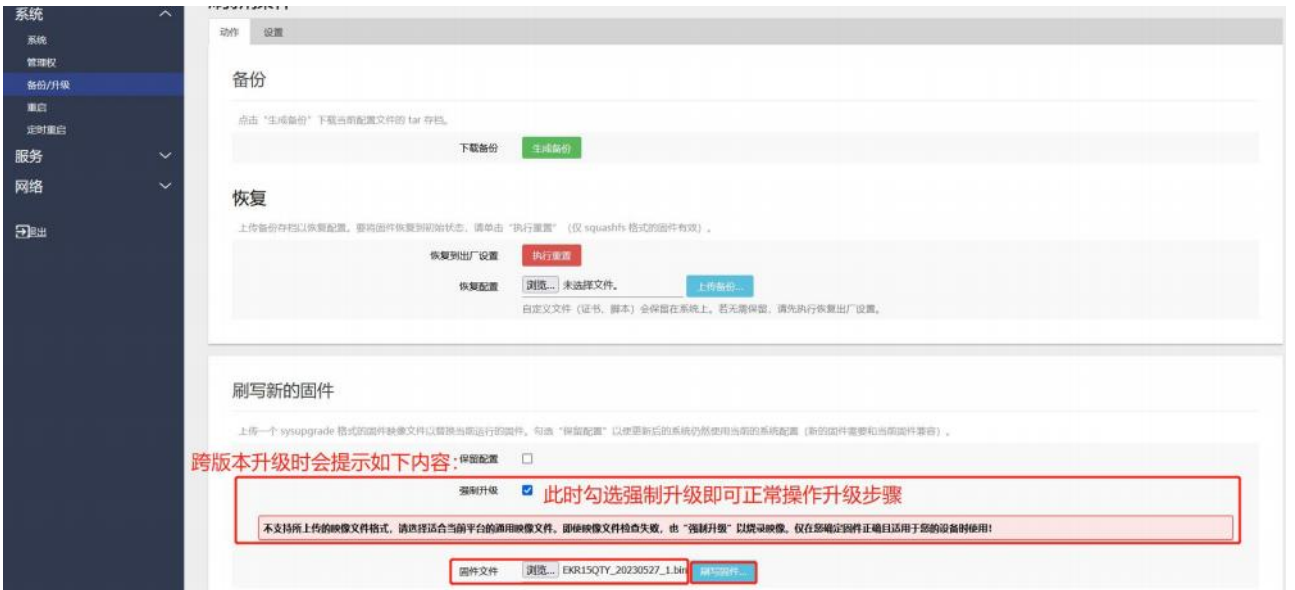 系统
系统
管理权
备份/升级
重启
定时重启
服务
网络
退出
动作 设置
备份
点击“生成备份”下载当前配置文件的 tar 存档。
下载备份 生成备份
恢复
上传备份存档以恢复配置。要将固件恢复到初始状态，请单击“执行重置”（仅 squashfs 格式的固件有效）。
恢复到出厂设置 执行重置
恢复配置 浏览... 未选择文件。 上传备份...
自定义文件（证书、脚本）会保留在系统上。若无需保留，请先执行恢复出厂设置。
刷写新的固件
上传一个 sysupgrade 格式的固件映像文件以替换当前运行的固件。勾选“保留配置”以使更新后的系统仍然使用当前的系统配置（新的固件需要和当前固件兼容）。
跨版本升级时会提示如下内容： 保留配置
强制升级 此时勾选强制升级即可正常操作升级步骤
不支持所上传的映像文件格式，请选择适合当前平台的通用映像文件。即使映像文件检查失败，也“强制升级”以烧录映像。仅在您确定固件正确且适用于您的设备时使用！
固件文件 浏览... EKR15QTY_20230527_1.bin 刷写固件...